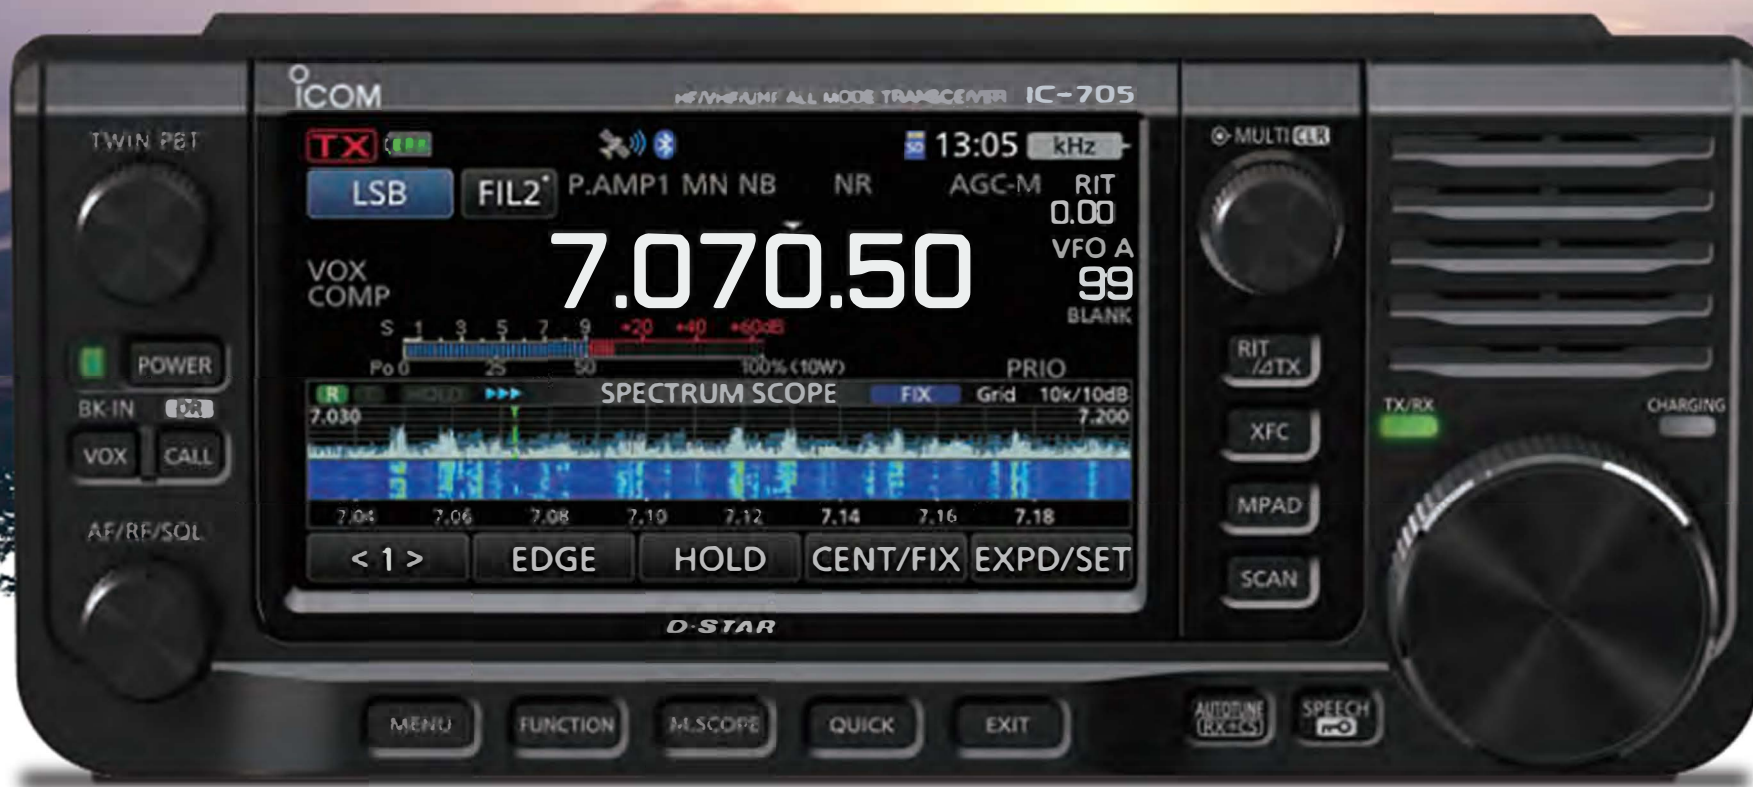 ICOM
HF/VHF/UHF ALL MODE TRANSCEIVER IC-705
TWIN PBT
TX
SD 13:05 kHz
MULTI CLR
LSB FIL2 P.AMP1 MN NB NR AGC-M RIT
0.00
7.070.50
VFO A
99
BLANK
VOX
COMP
S 1 3 5 7 9 +20 +40 +60dB
Po 0 25 50 100% (10W)
PRIO
POWER
RIT
/⊿TX
R HOLD SPECTRUM SCOPE FIX Grid 10k/10dB
7.030 7.200
BK-IN DR
TX/RX CHARGING
XFC
VOX CALL
7.04 7.06 7.08 7.10 7.12 7.14 7.16 7.18
MPAD
AF/RF/SQL
< 1 > EDGE HOLD CENT/FIX EXPD/SET
SCAN
D-STAR
MENU FUNCTION M.SCOPE QUICK EXIT
AUTOTUNE
(RX→CS)
SPEECH